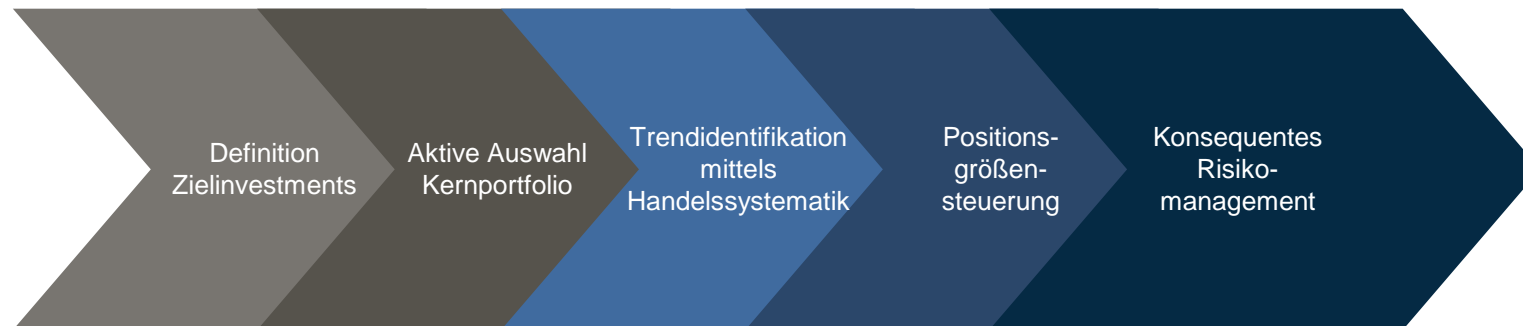 Definition
Zielinvestments
Aktive Auswahl
Kernportfolio
Trendidentifikation
mittels
Handelssystematik
Positions-
größen-
steuerung
Konsequentes
Risiko-
management